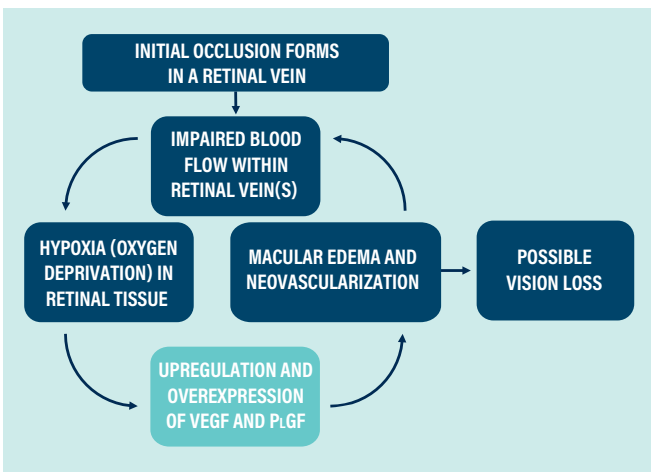 INITIAL OCCLUSION FORMS
IN A RETINAL VEIN
IMPAIRED BLOOD
FLOW WITHIN
RETINAL VEIN(S)
HYPOXIA (OXYGEN
DEPRIVATION) IN
RETINAL TISSUE
MACULAR EDEMA AND
NEOVASCULARIZATION
POSSIBLE
VISION LOSS
UPREGULATION AND
OVEREXPRESSION
OF VEGF AND PLGF